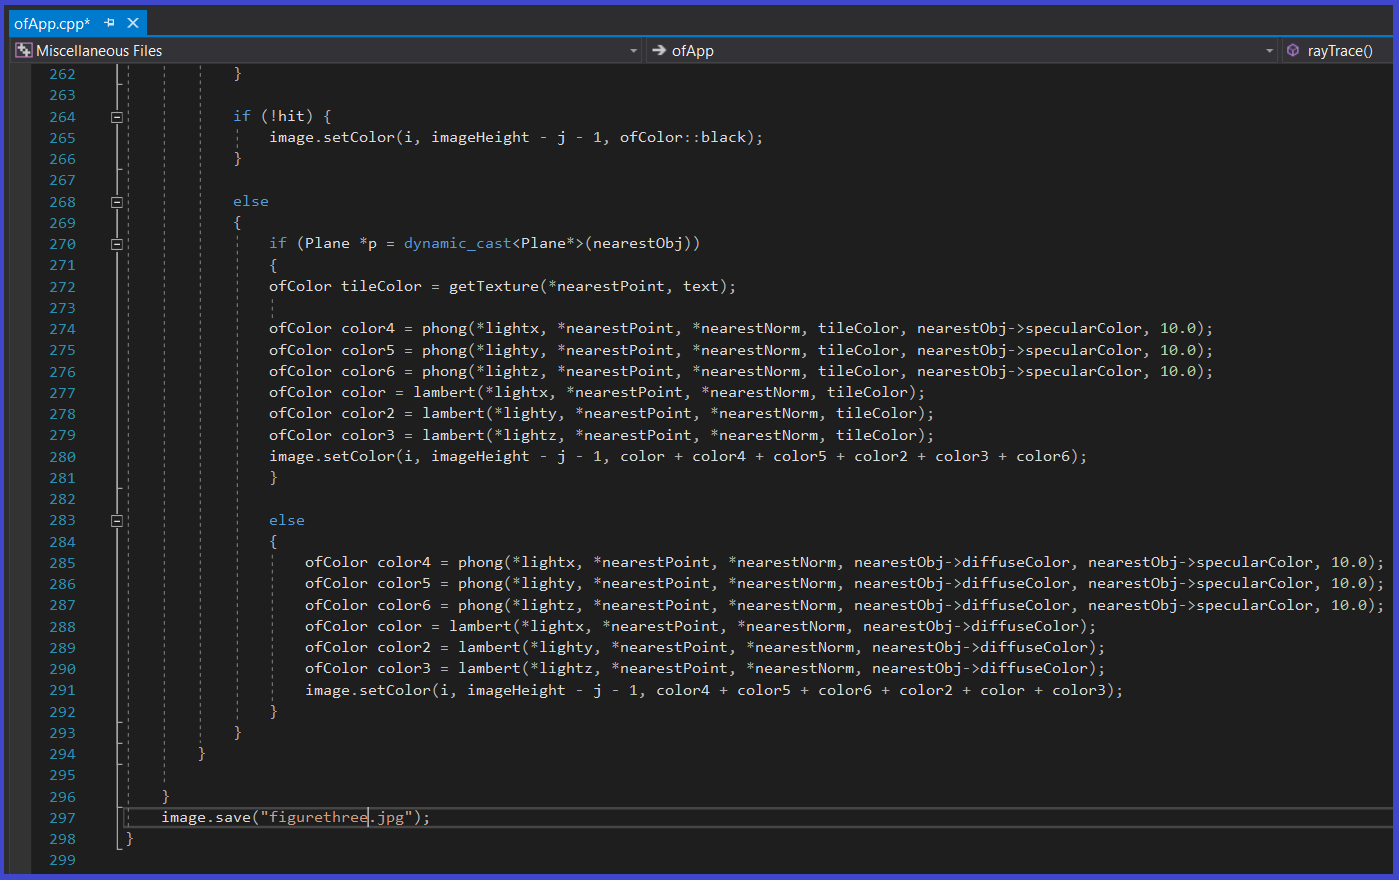 ofApp.cpp*
Miscellaneous Files ofApp rayTrace()
262 }
263
264 if (!hit) {
265 image.setColor(i, imageHeight - j - 1, ofColor::black);
266 }
267
268 else
269 {
270 if (Plane *p = dynamic_cast<Plane*>(nearestObj))
271 {
272 ofColor tileColor = getTexture(*nearestPoint, text);
273
274 ofColor color4 = phong(*lightx, *nearestPoint, *nearestNorm, tileColor, nearestObj->specularColor, 10.0);
275 ofColor color5 = phong(*lighty, *nearestPoint, *nearestNorm, tileColor, nearestObj->specularColor, 10.0);
276 ofColor color6 = phong(*lightz, *nearestPoint, *nearestNorm, tileColor, nearestObj->specularColor, 10.0);
277 ofColor color = lambert(*lightx, *nearestPoint, *nearestNorm, tileColor);
278 ofColor color2 = lambert(*lighty, *nearestPoint, *nearestNorm, tileColor);
279 ofColor color3 = lambert(*lightz, *nearestPoint, *nearestNorm, tileColor);
280 image.setColor(i, imageHeight - j - 1, color + color4 + color5 + color2 + color3 + color6);
281 }
282
283 else
284 {
285 ofColor color4 = phong(*lightx, *nearestPoint, *nearestNorm, nearestObj->diffuseColor, nearestObj->specularColor, 10.0);
286 ofColor color5 = phong(*lighty, *nearestPoint, *nearestNorm, nearestObj->diffuseColor, nearestObj->specularColor, 10.0);
287 ofColor color6 = phong(*lightz, *nearestPoint, *nearestNorm, nearestObj->diffuseColor, nearestObj->specularColor, 10.0);
288 ofColor color = lambert(*lightx, *nearestPoint, *nearestNorm, nearestObj->diffuseColor);
289 ofColor color2 = lambert(*lighty, *nearestPoint, *nearestNorm, nearestObj->diffuseColor);
290 ofColor color3 = lambert(*lightz, *nearestPoint, *nearestNorm, nearestObj->diffuseColor);
291 image.setColor(i, imageHeight - j - 1, color4 + color5 + color6 + color2 + color + color3);
292 }
293 }
294 }
295
296 }
297 image.save("figurethree.jpg");
298 }
299